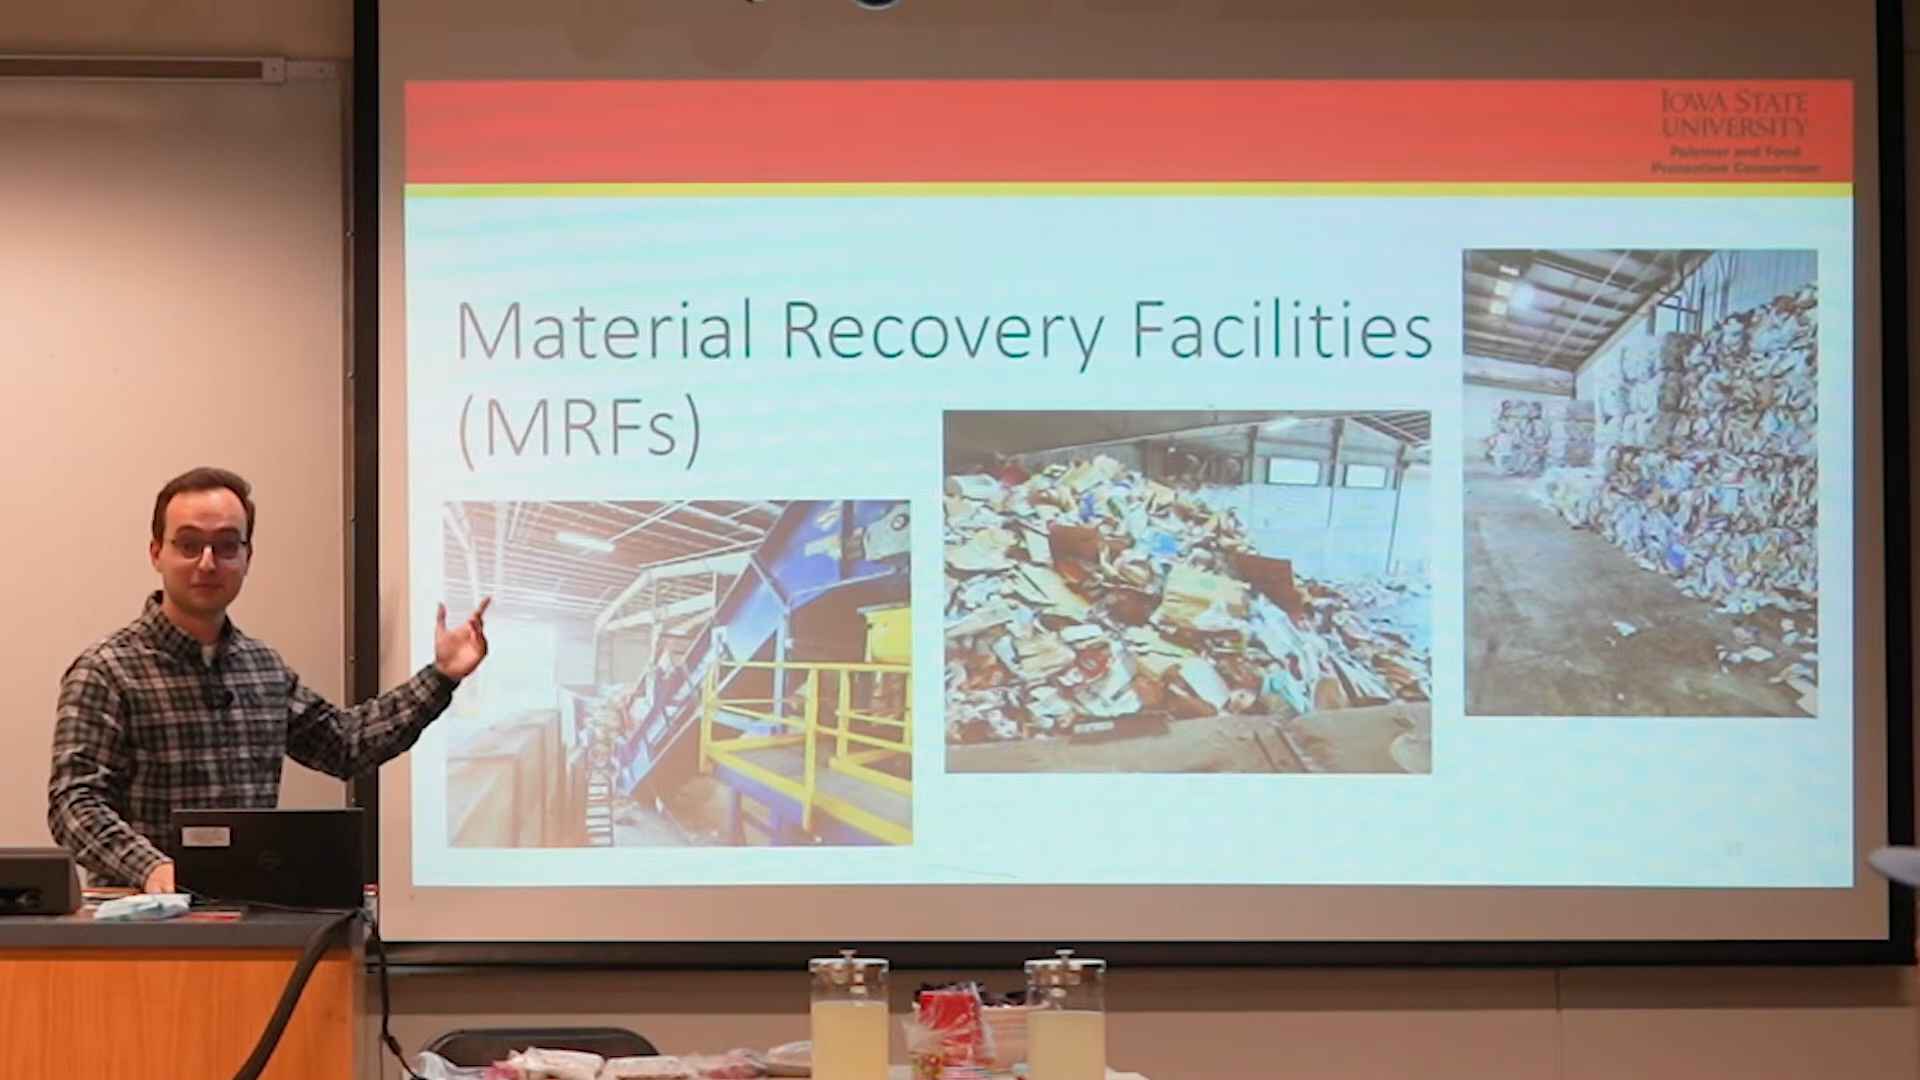 IOWA STATE
UNIVERSITY
Polymer and Food
Protection Consortium
Material Recovery Facilities
(MRFs)